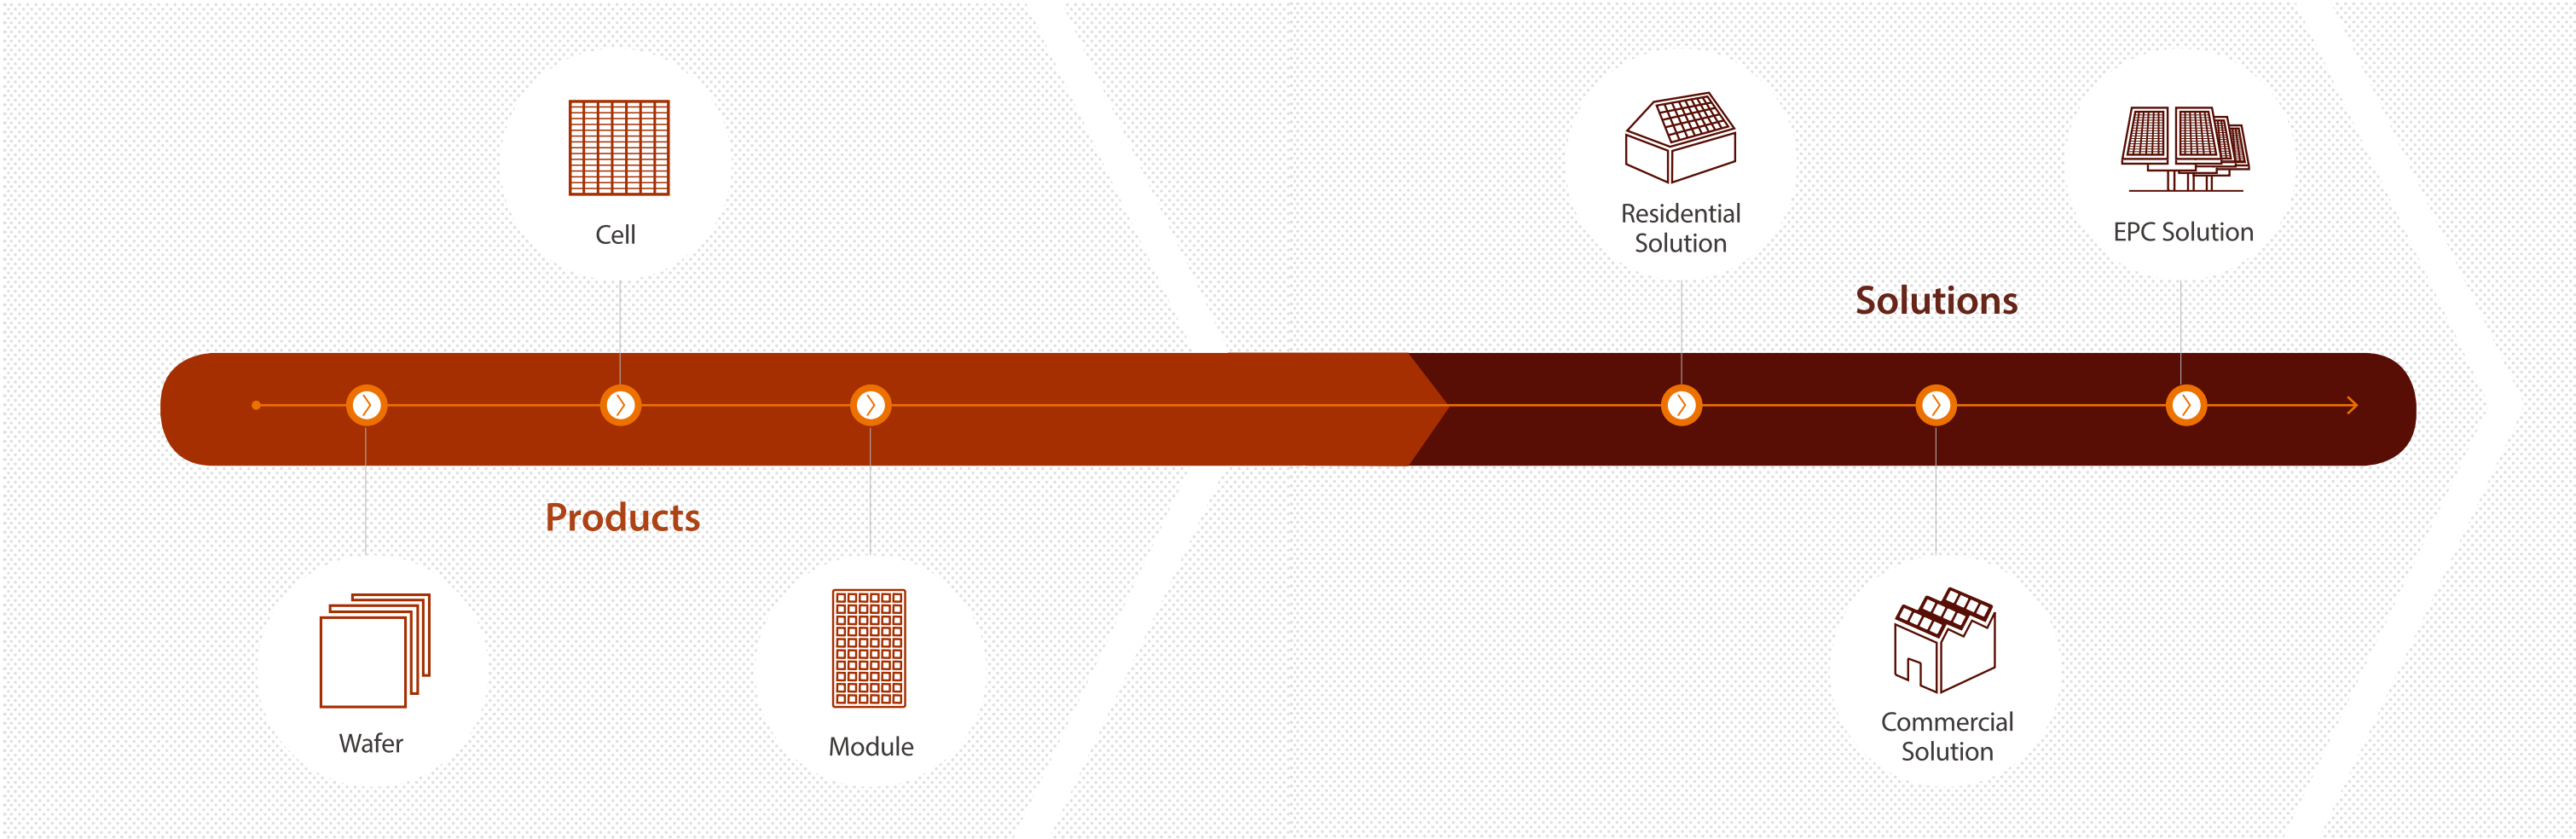 Cell
Products
Wafer
Module
Residential
Solution
Solutions
EPC Solution
Commercial
Solution